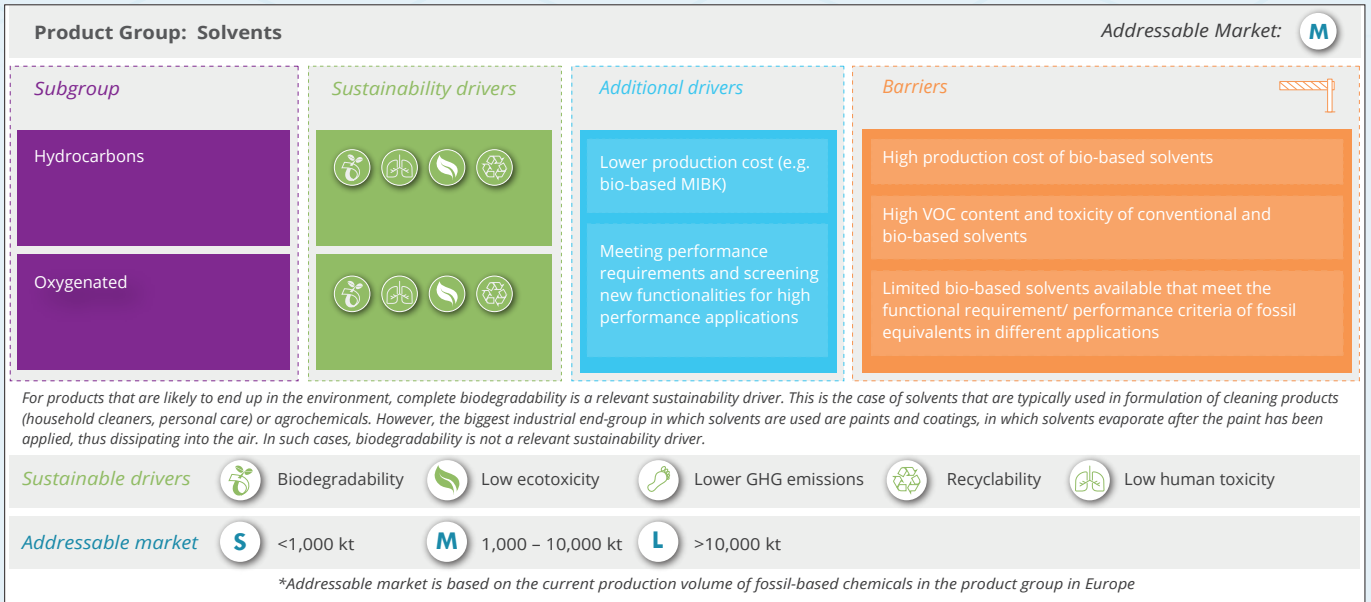 Product Group: Solvents
Addressable Market: M
Subgroup
Hydrocarbons
Oxygenated
Sustainability drivers
Additional drivers
Lower production cost (e.g.
bio-based MIBK)
Meeting performance
requirements and screening
new functionalities for high
performance applications
Barriers
High production cost of bio-based solvents
High VOC content and toxicity of conventional and
bio-based solvents
Limited bio-based solvents available that meet the
functional requirement/ performance criteria of fossil
equivalents in different applications
For products that are likely to end up in the environment, complete biodegradability is a relevant sustainability driver. This is the case of solvents that are typically used in formulation of cleaning products
(household cleaners, personal care) or agrochemicals. However, the biggest industrial end-group in which solvents are used are paints and coatings, in which solvents evaporate after the paint has been
applied, thus dissipating into the air. In such cases, biodegradability is not a relevant sustainability driver.
Sustainable drivers Biodegradability Low ecotoxicity Lower GHG emissions Recyclability Low human toxicity
Addressable market S <1,000 kt M 1,000 – 10,000 kt L >10,000 kt
*Addressable market is based on the current production volume of fossil-based chemicals in the product group in Europe